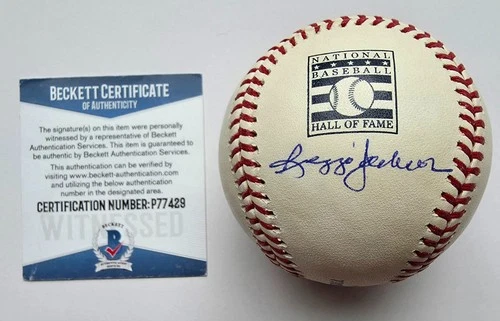 BECKETT CERTIFICATE
OF AUTHENTICITY
The signature(s) on this item were personally
witnessed by a representative of Beckett
Authentication Services. This item is guaranteed to
be authentic by Beckett Authentication Services.
This authentication can be verified by
visiting www.beckett-authentication.com
and utilizing the below item number
in the designated area.
CERTIFICATION NUMBER: P77429
WITNESSED
BECKETT
B
NATIONAL
BASEBALL
HALL OF FAME
Reggie Jackson